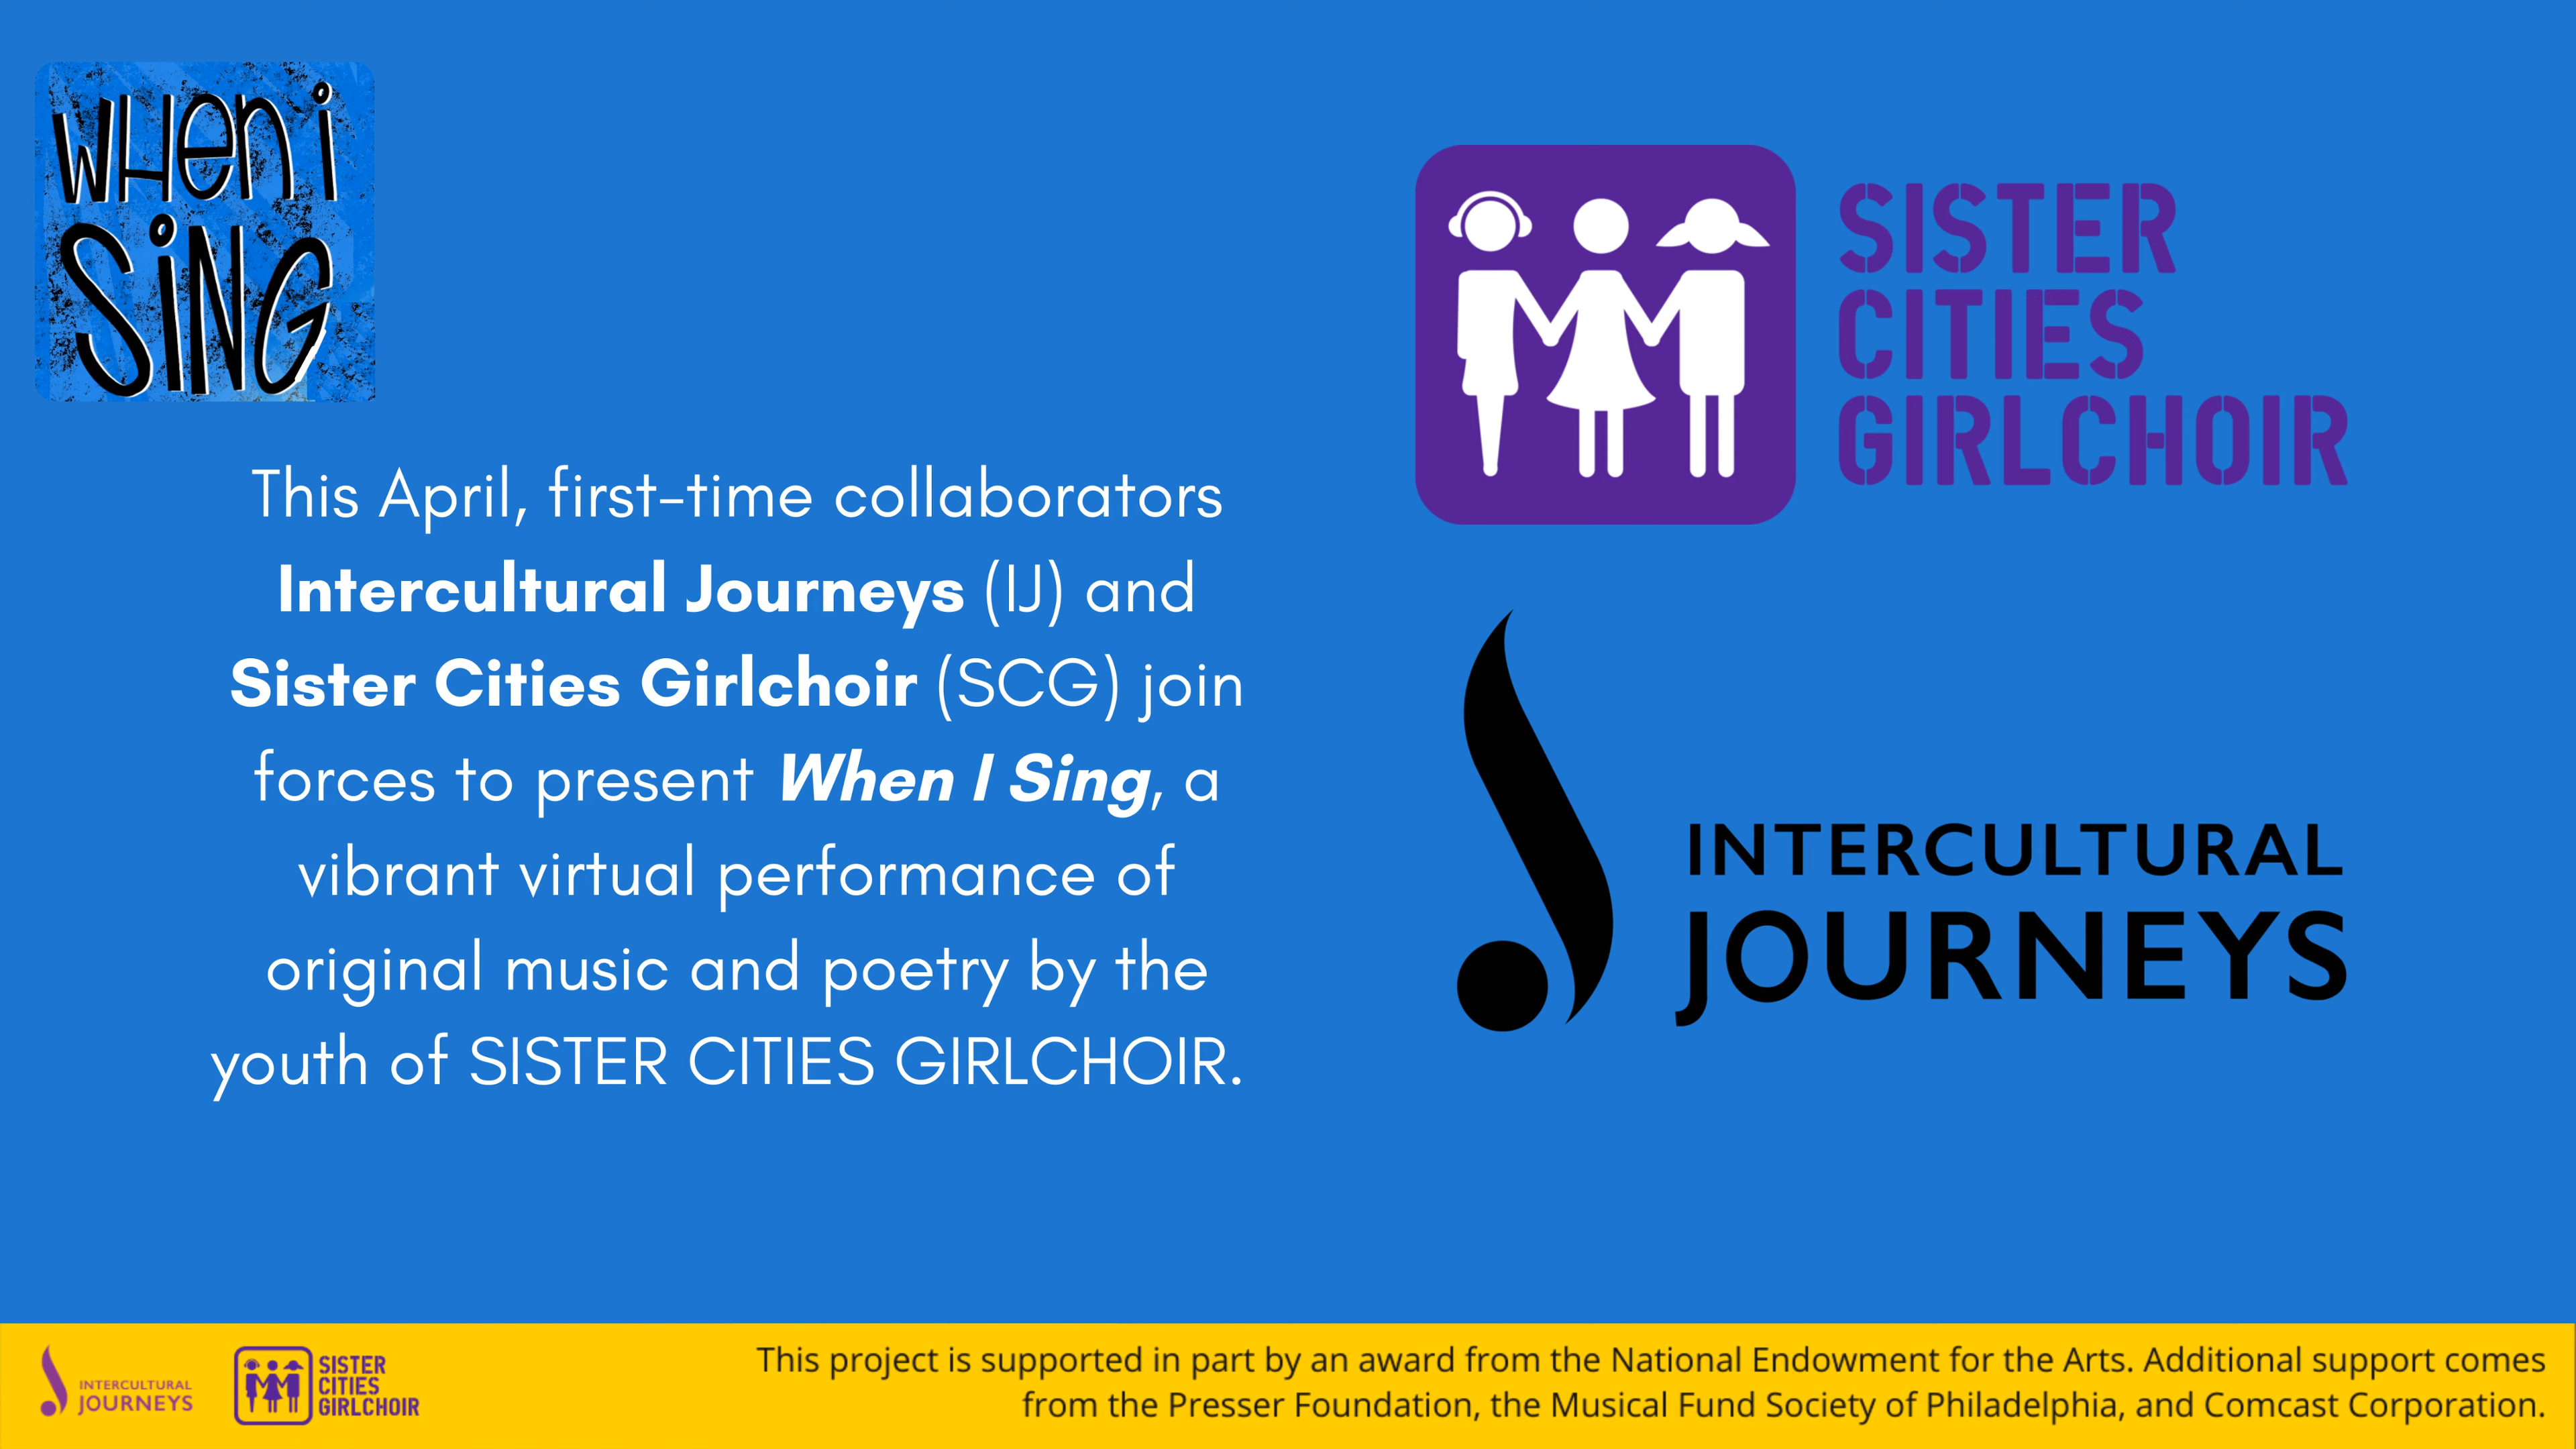 WHen i
SiNG
This April, first-time collaborators
Intercultural Journeys (IJ) and
Sister Cities Girlchoir (SCG) join
forces to present When I Sing, a
vibrant virtual performance of
original music and poetry by the
youth of SISTER CITIES GIRLCHOIR.
SISTER
CITIES
GIRLCHOIR
INTERCULTURAL
JOURNEYS
INTERCULTURAL
JOURNEYS
SISTER
CITIES
GIRLCHOIR
This project is supported in part by an award from the National Endowment for the Arts. Additional support comes
from the Presser Foundation, the Musical Fund Society of Philadelphia, and Comcast Corporation.